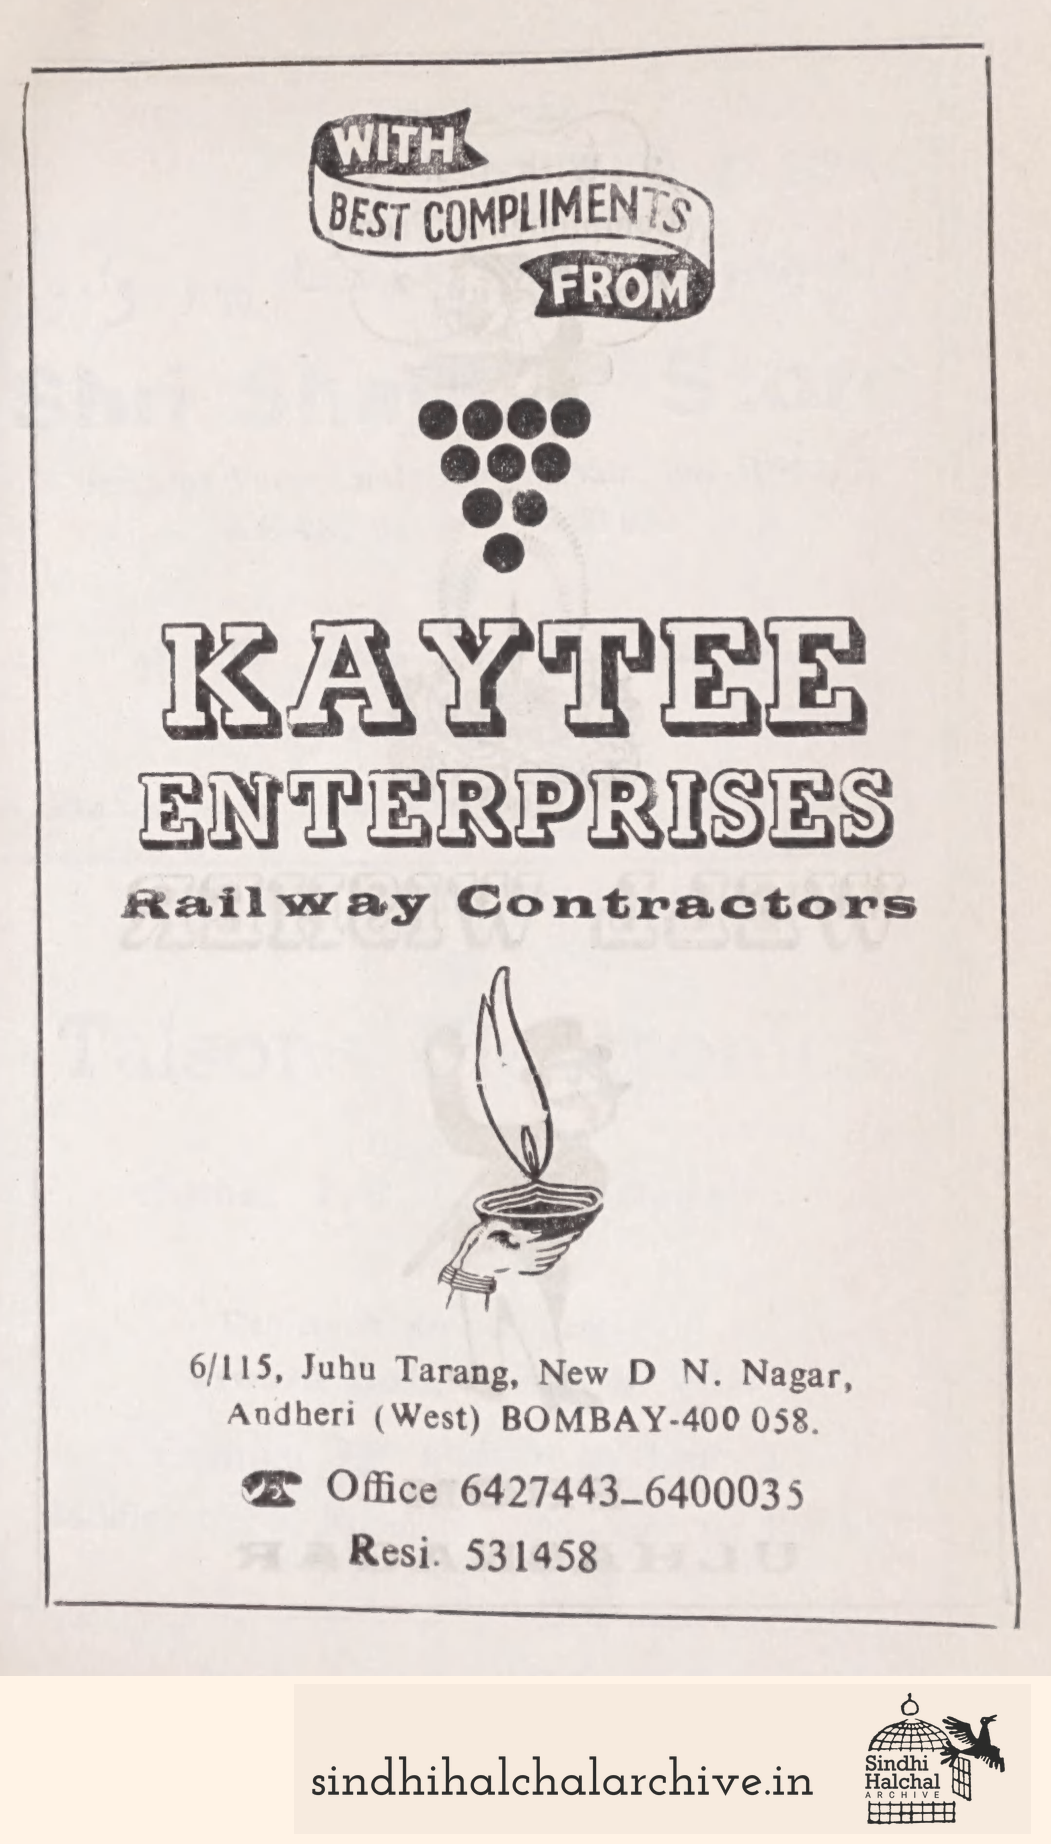 WITH
BEST COMPLIMENTS
FROM
KAYTEE
ENTERPRISES
Railway Contractors
6/115, Juhu Tarang, New D N. Nagar,
Andheri (West) BOMBAY-400 058.
Office 6427443-6400035
Resi. 531458
sindhihalchalarchive.in
Sindhi
Halchal
ARCHIVE